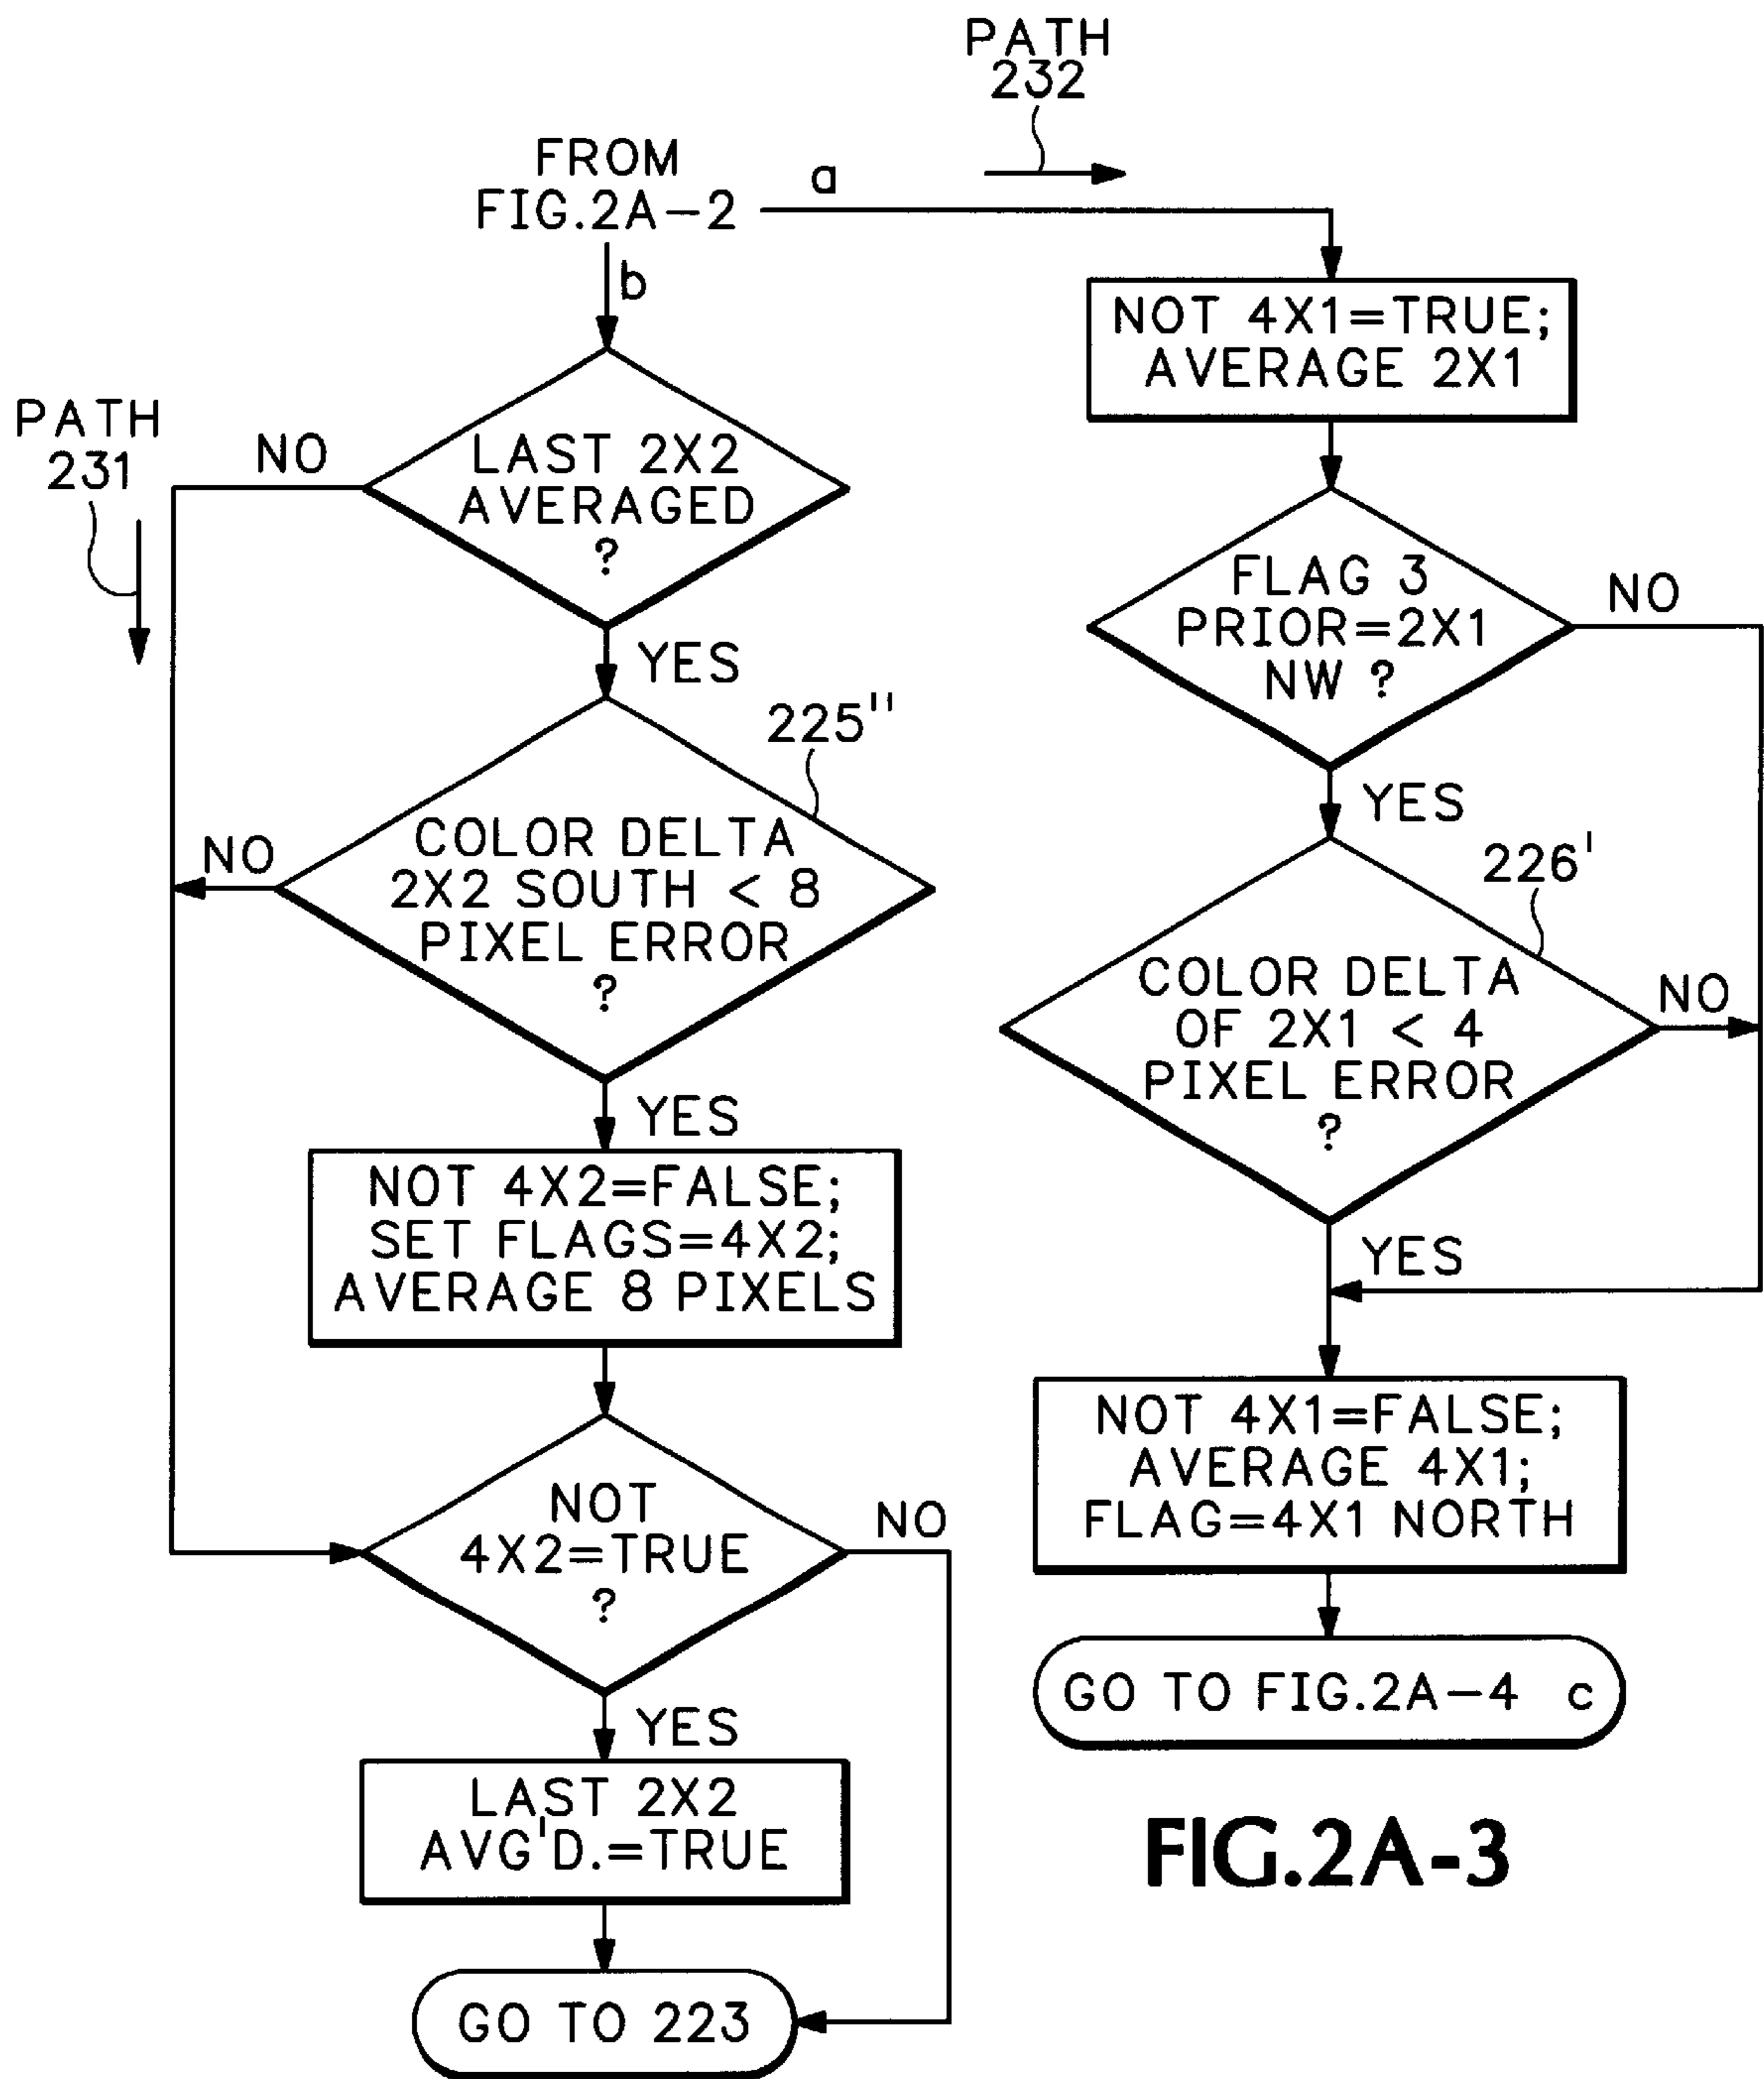 PATH
232
FROM
FIG.2A-2
a
b
PATH
231
LAST 2X2
AVERAGED
?
NO
YES
225''
COLOR DELTA
2X2 SOUTH < 8
PIXEL ERROR
?
NO
YES
NOT 4X2=FALSE;
SET FLAGS=4X2;
AVERAGE 8 PIXELS
NOT
4X2=TRUE
?
NO
YES
LAST 2X2
AVG'D.=TRUE
GO TO 223
NOT 4X1=TRUE;
AVERAGE 2X1
FLAG 3
PRIOR=2X1
NW ?
NO
YES
226'
COLOR DELTA
OF 2X1 < 4
PIXEL ERROR
?
NO
YES
NOT 4X1=FALSE;
AVERAGE 4X1;
FLAG=4X1 NORTH
GO TO FIG.2A-4 c
FIG.2A-3